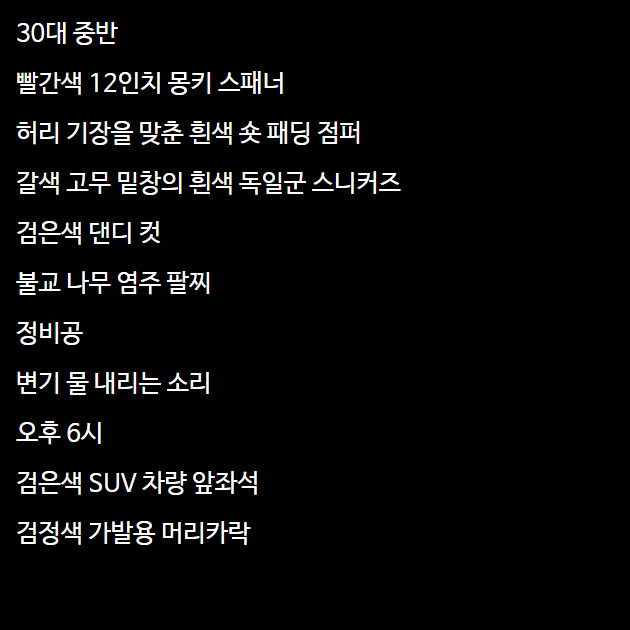 30대 중반
빨간색 12인치 몽키 스패너
허리 기장을 맞춘 흰색 숏 패딩 점퍼
갈색 고무 밑창의 흰색 독일군 스니커즈
검은색 댄디 컷
불교 나무 염주 팔찌
정비공
변기 물 내리는 소리
오후 6시
검은색 SUV 차량 앞좌석
검정색 가발용 머리카락